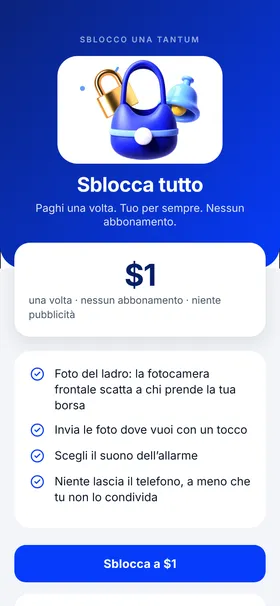 SBLOCCO UNA TANTUM
Sblocca tutto
Paghi una volta. Tuo per sempre. Nessun
abbonamento.
$1
una volta · nessun abbonamento · niente
pubblicità
Foto del ladro: la fotocamera
frontale scatta a chi prende la tua
borsa
Invia le foto dove vuoi con un tocco
Scegli il suono dell’allarme
Niente lascia il telefono, a meno che
tu non lo condivida
Sblocca a $1